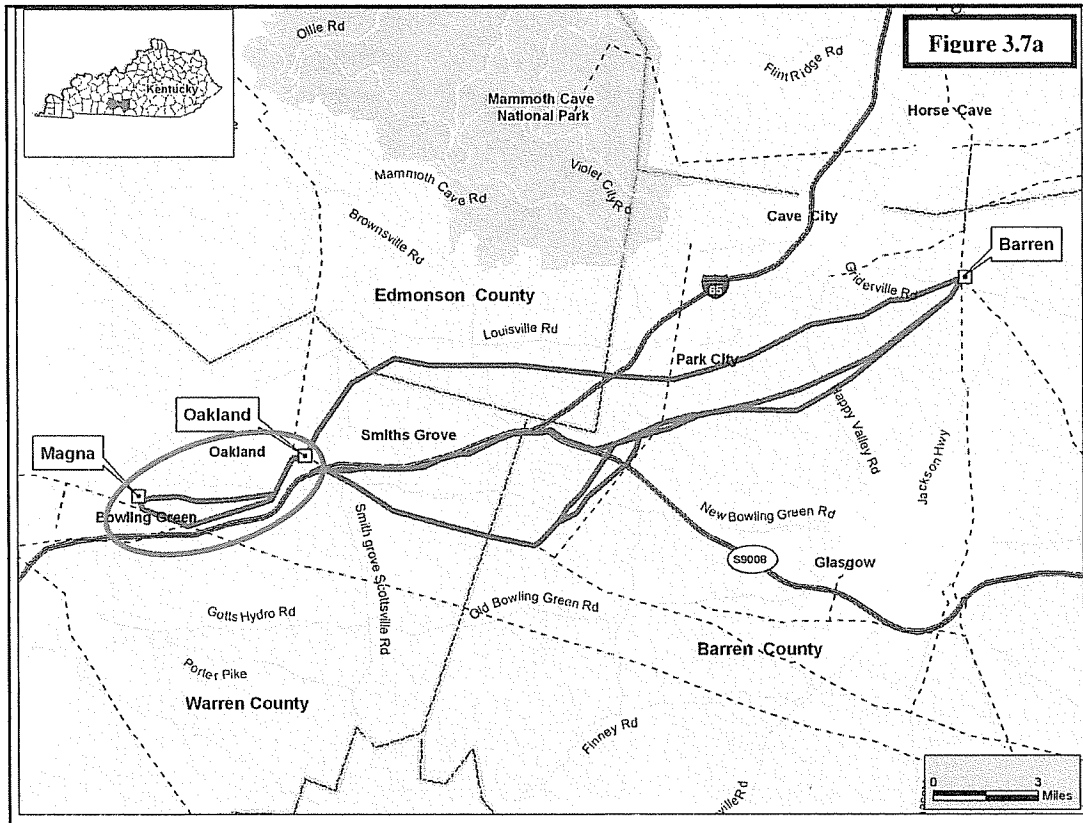 Figure 3.7a
Kentucky
Ollie Rd
Flint Ridge Rd
Mammoth Cave
National Park
Horse Cave
Mammoth Cave Rd
Violet City Rd
Cave City
Brownsville Rd
Barren
Griderville Rd
Edmonson County
65
Louisville Rd
Park City
Oakland
Happy Valley Rd
Smiths Grove
Oakland
Magna
Jackson Hwy
Bowling Green
New Bowling Green Rd
Smith grove Scottsville Rd
S9008
Glasgow
Gotts Hydro Rd
Old Bowling Green Rd
Barren County
Porter Pike
Warren County
Finney Rd
0 3
Miles